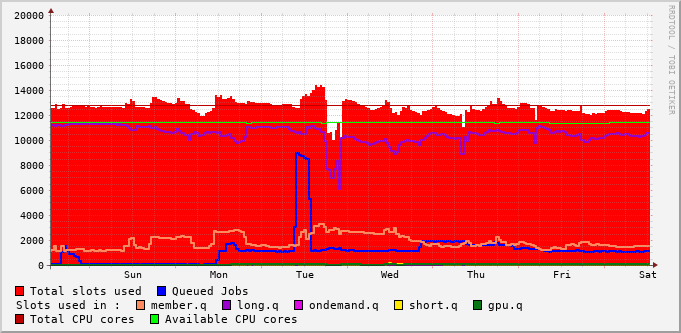 RRDTOOL / TOBI OETIKER
20000
18000
16000
14000
12000
10000
8000
6000
4000
2000
0
Sun Mon Tue Wed Thu Fri Sat
Total slots used Queued Jobs
Slots used in : member.q long.q ondemand.q short.q gpu.q
Total CPU cores Available CPU cores